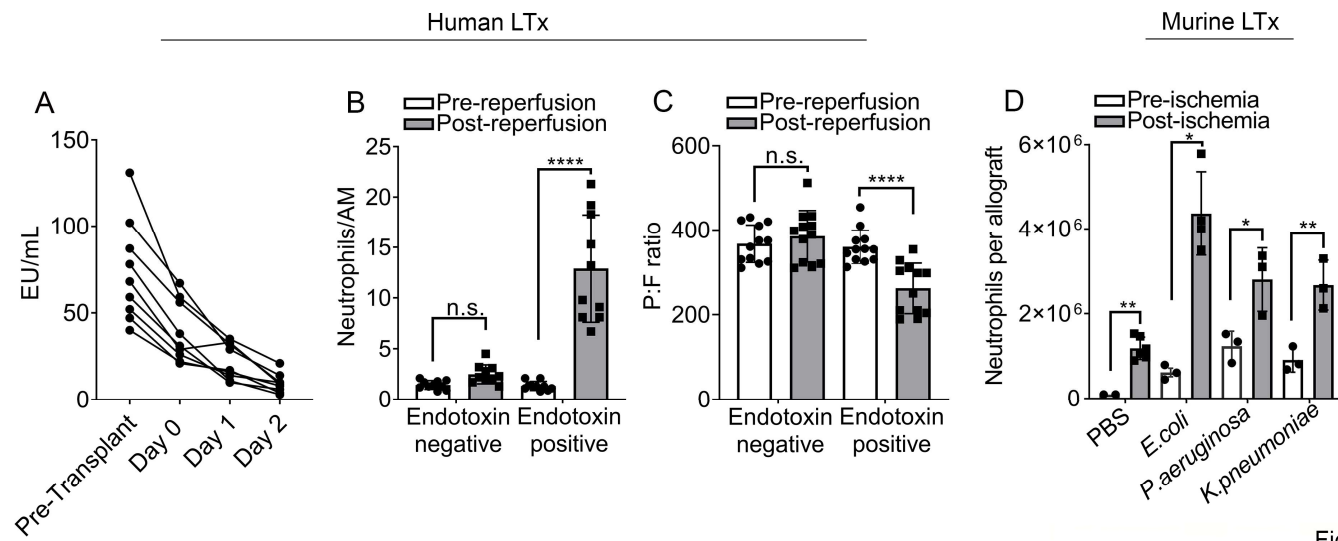 Human LTx
Murine LTx
A
EU/mL
150
100
50
0
Pre-Transplant
Day 0
Day 1
Day 2
B
Pre-reperfusion
Post-reperfusion
Neutrophils/AM
25
20
15
10
5
0
n.s.
****
Endotoxin
negative
Endotoxin
positive
C
Pre-reperfusion
Post-reperfusion
P:F ratio
600
400
200
0
n.s.
****
Endotoxin
negative
Endotoxin
positive
D
Pre-ischemia
Post-ischemia
Neutrophils per allograft
6×10⁶
4×10⁶
2×10⁶
0
**
*
*
**
PBS
E.coli
P.aeruginosa
K.pneumoniae